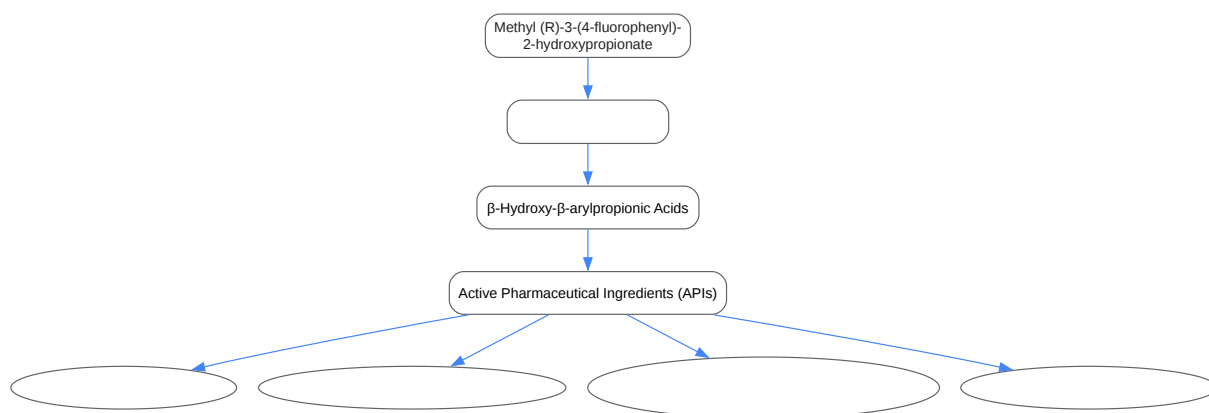 Methyl (R)-3-(4-fluorophenyl)-
2-hydroxypropionate
β-Hydroxy-β-arylpropionic Acids
Active Pharmaceutical Ingredients (APIs)